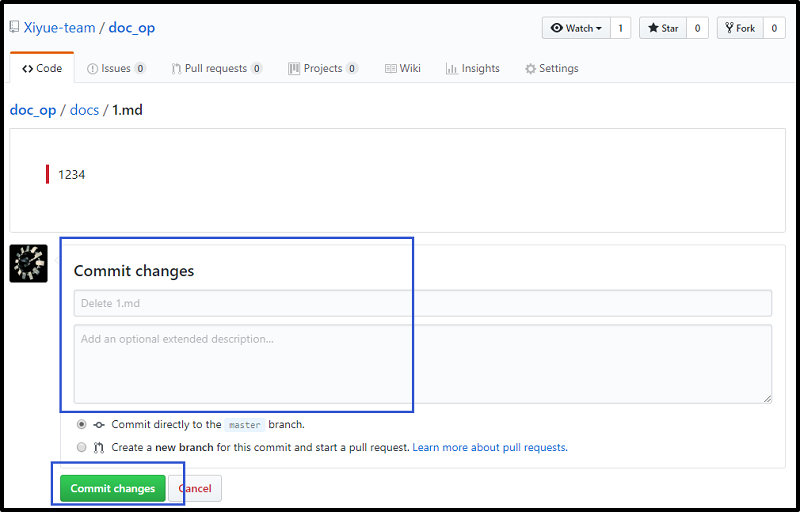 Xiyue-team / doc_op
Watch 1 Star 0 Fork 0
Code Issues 0 Pull requests 0 Projects 0 Wiki Insights Settings
doc_op / docs / 1.md
1234
Commit changes
Delete 1.md
Add an optional extended description...
Commit directly to the master branch.
Create a new branch for this commit and start a pull request. Learn more about pull requests.
Commit changes Cancel